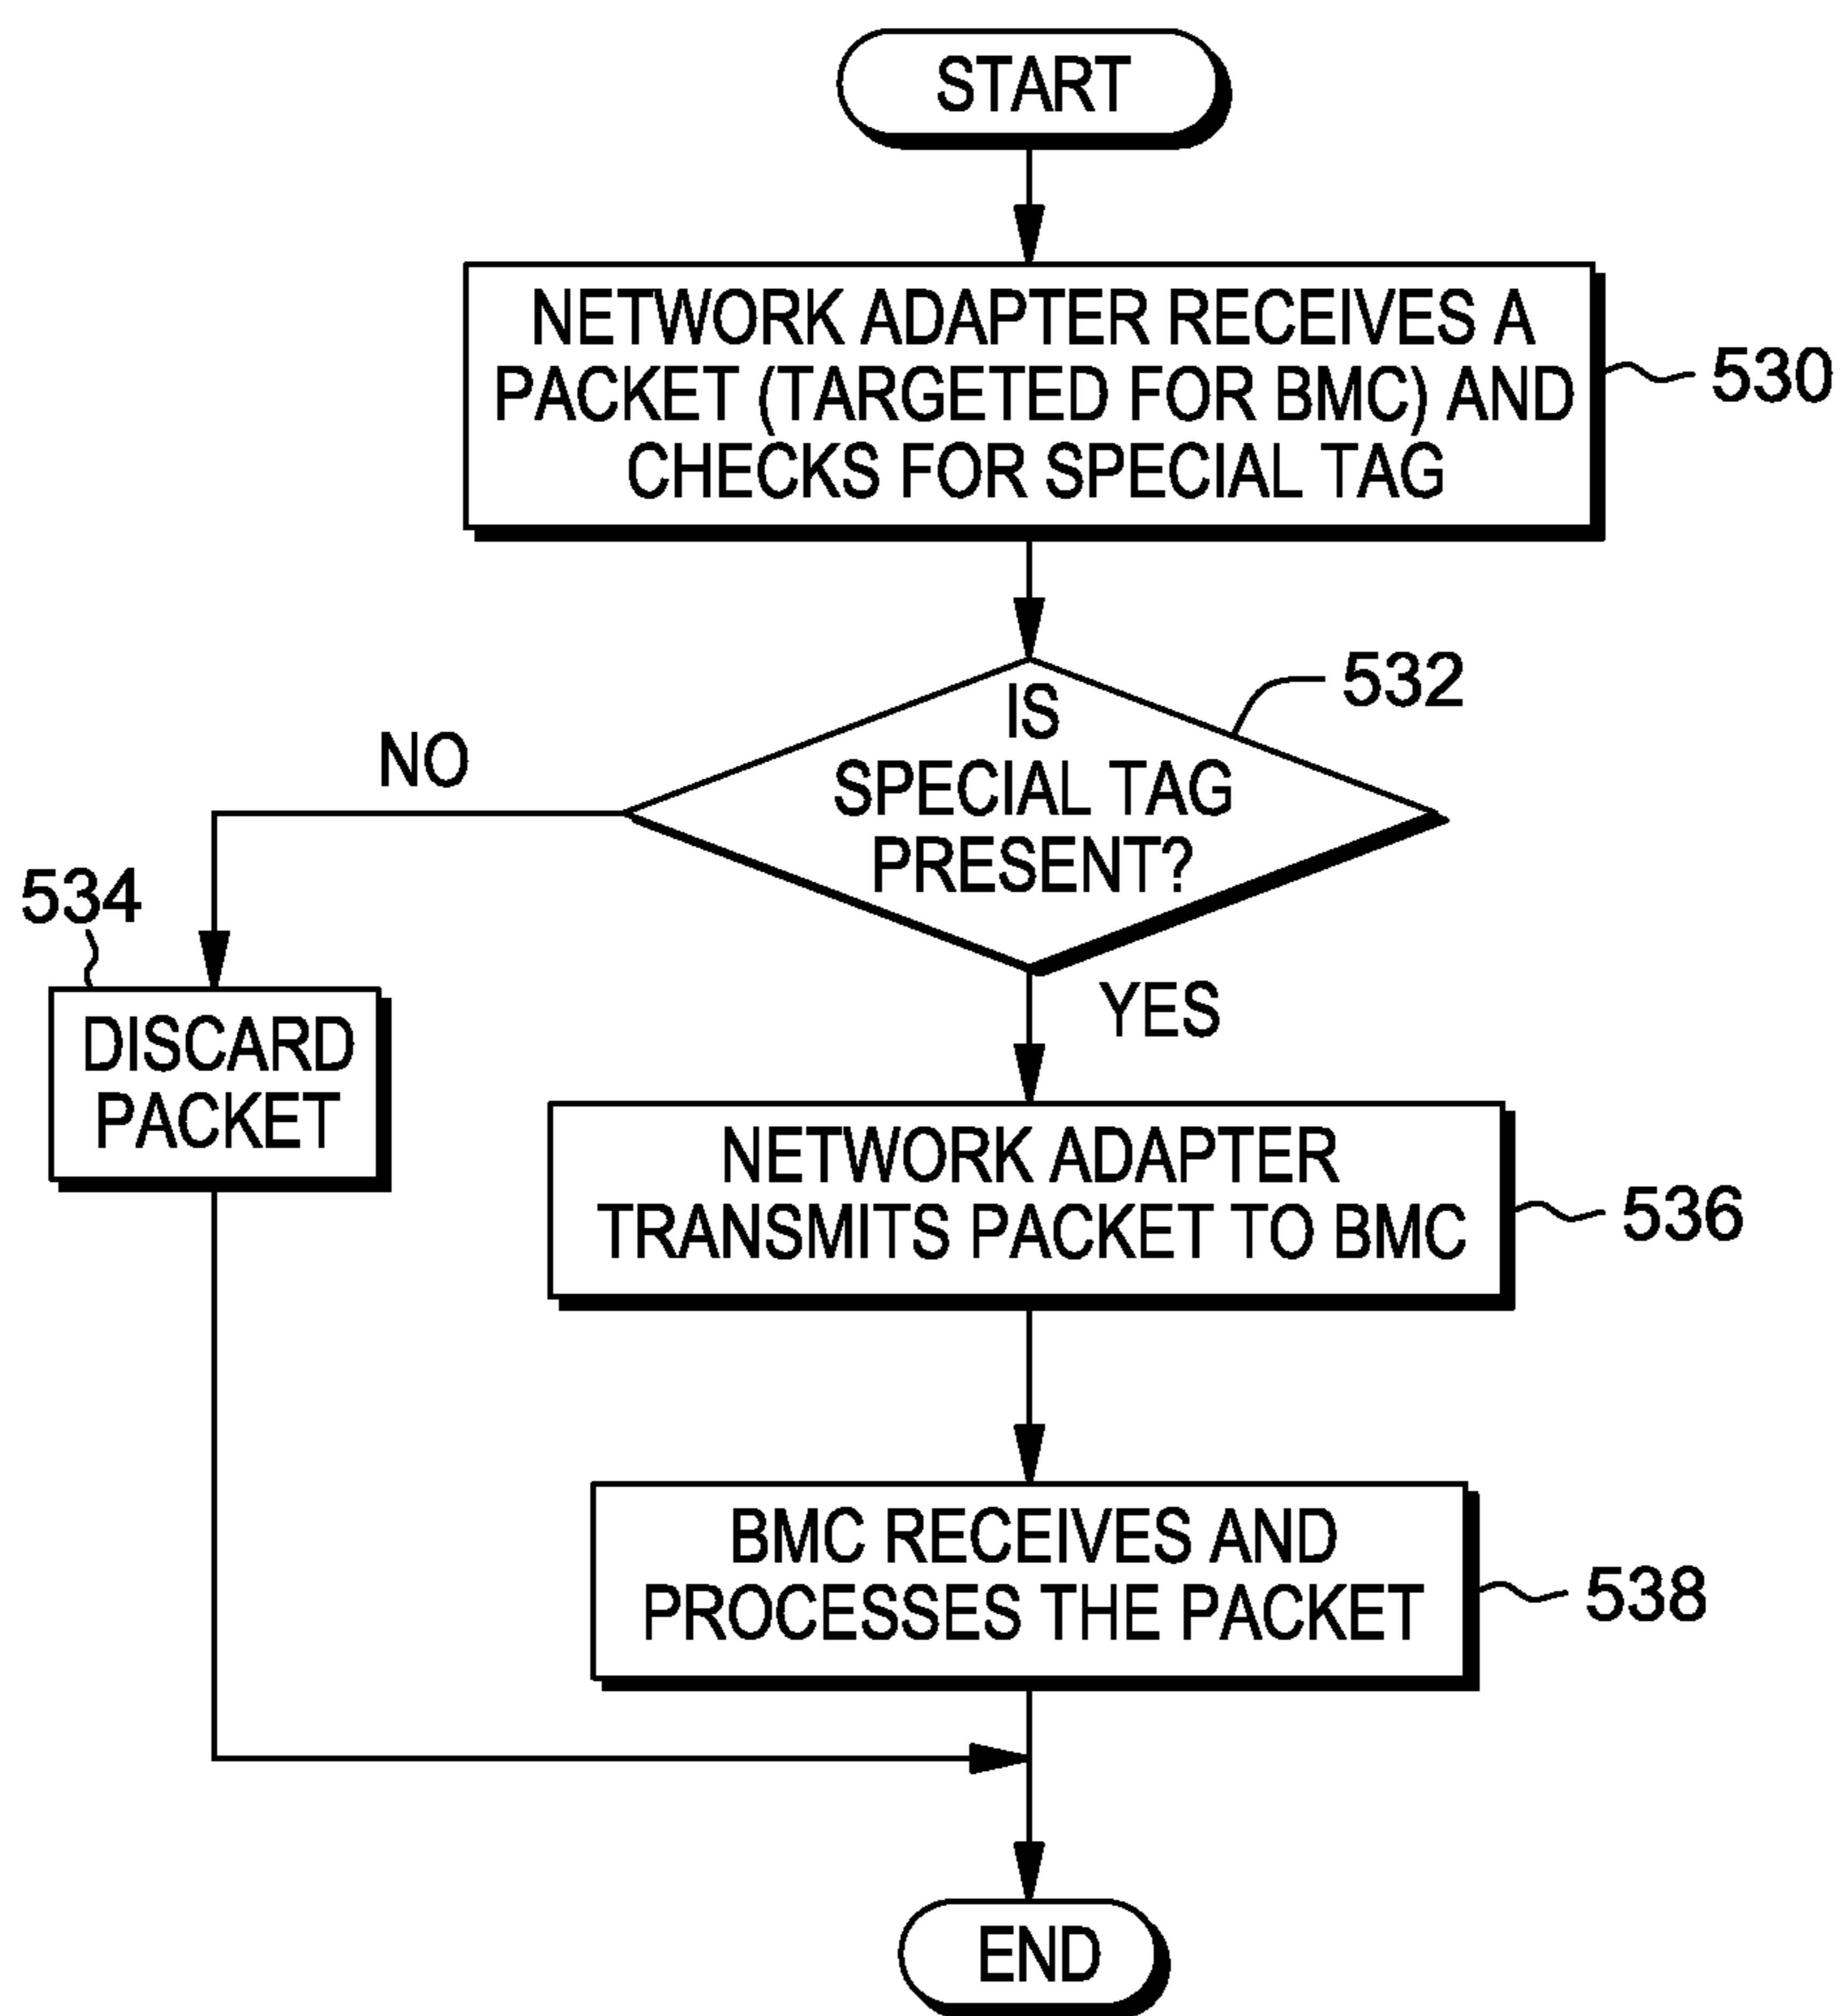 START
NETWORK ADAPTER RECEIVES A
PACKET (TARGETED FOR BMC) AND
CHECKS FOR SPECIAL TAG
530
IS
SPECIAL TAG
PRESENT?
532
NO
YES
534
DISCARD
PACKET
NETWORK ADAPTER
TRANSMITS PACKET TO BMC
536
BMC RECEIVES AND
PROCESSES THE PACKET
538
END